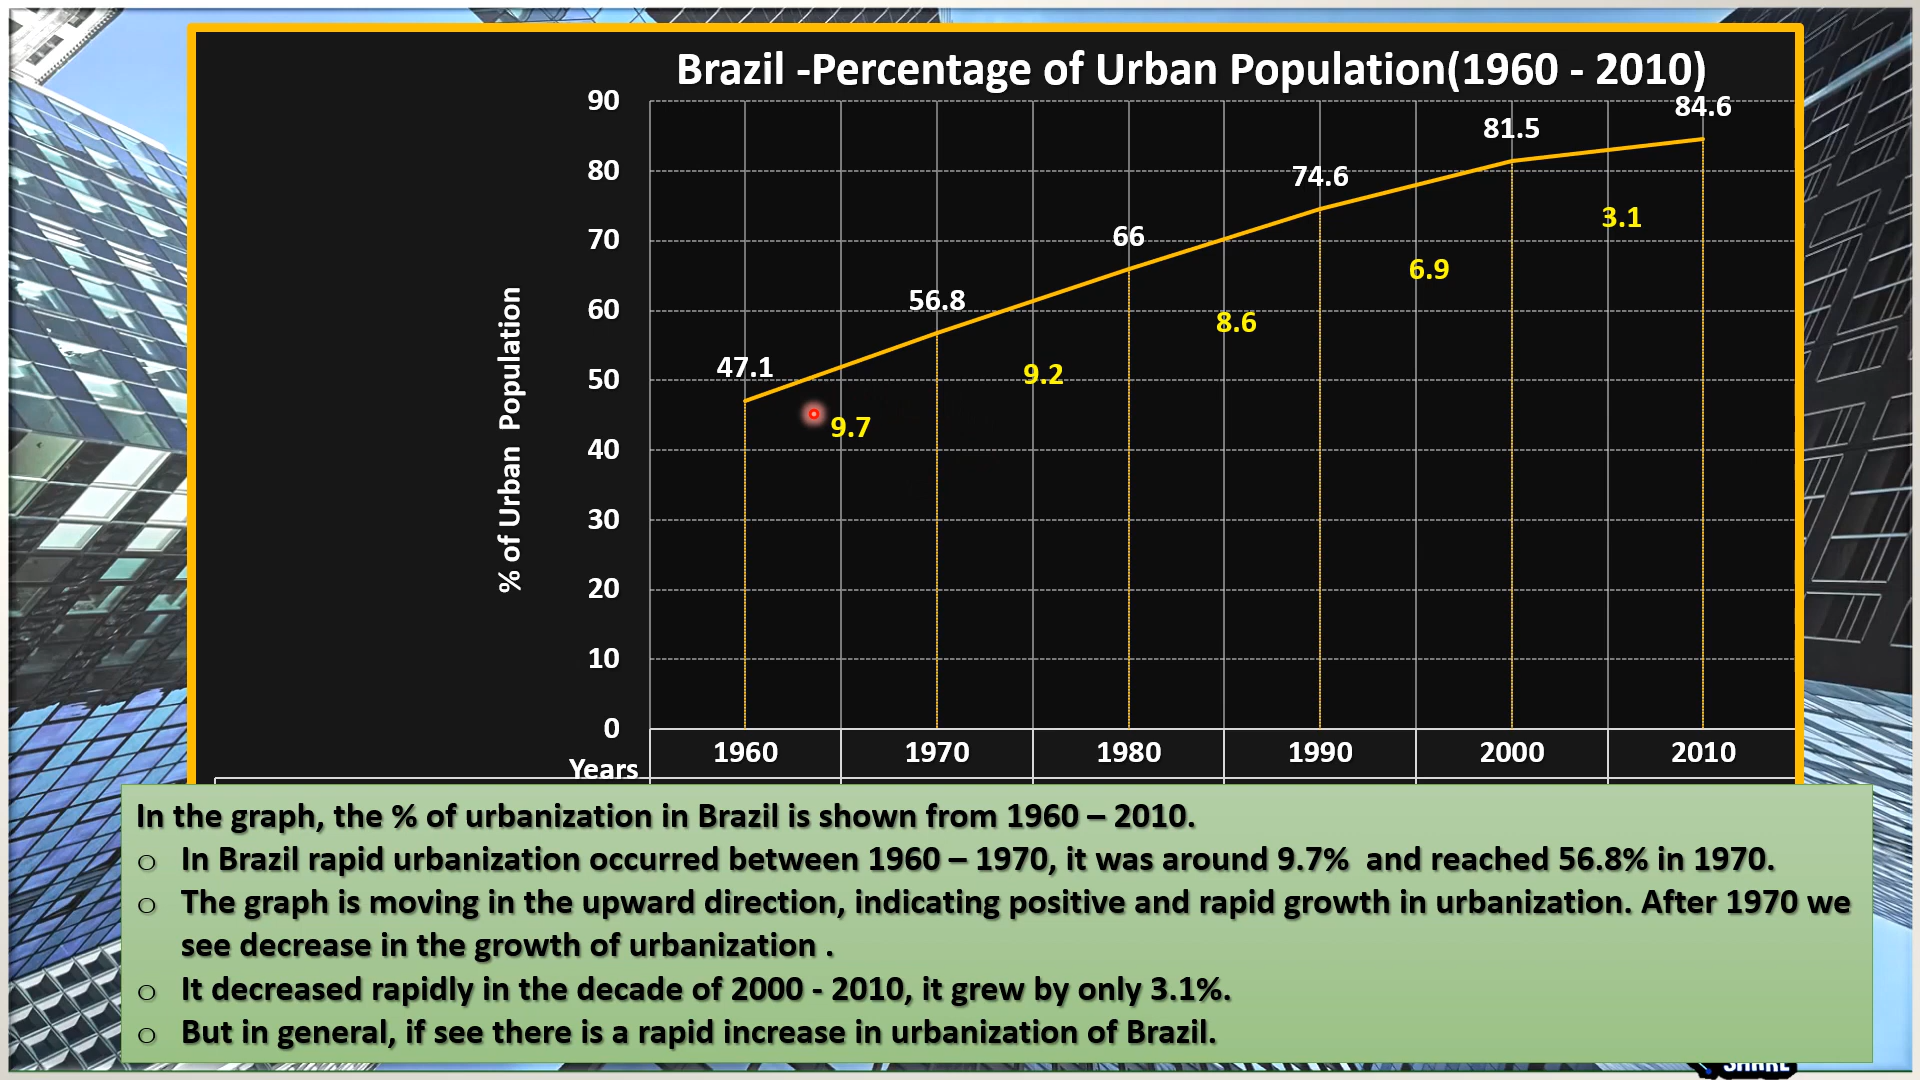 Brazil -Percentage of Urban Population(1960 - 2010)
90
80
70
60
50
40
30
20
10
0
% of Urban Population
47.1
56.8
66
74.6
81.5
84.6
9.7
9.2
8.6
6.9
3.1
Years
1960 1970 1980 1990 2000 2010
In the graph, the % of urbanization in Brazil is shown from 1960 – 2010.
o In Brazil rapid urbanization occurred between 1960 – 1970, it was around 9.7% and reached 56.8% in 1970.
o The graph is moving in the upward direction, indicating positive and rapid growth in urbanization. After 1970 we
see decrease in the growth of urbanization .
o It decreased rapidly in the decade of 2000 - 2010, it grew by only 3.1%.
o But in general, if see there is a rapid increase in urbanization of Brazil.